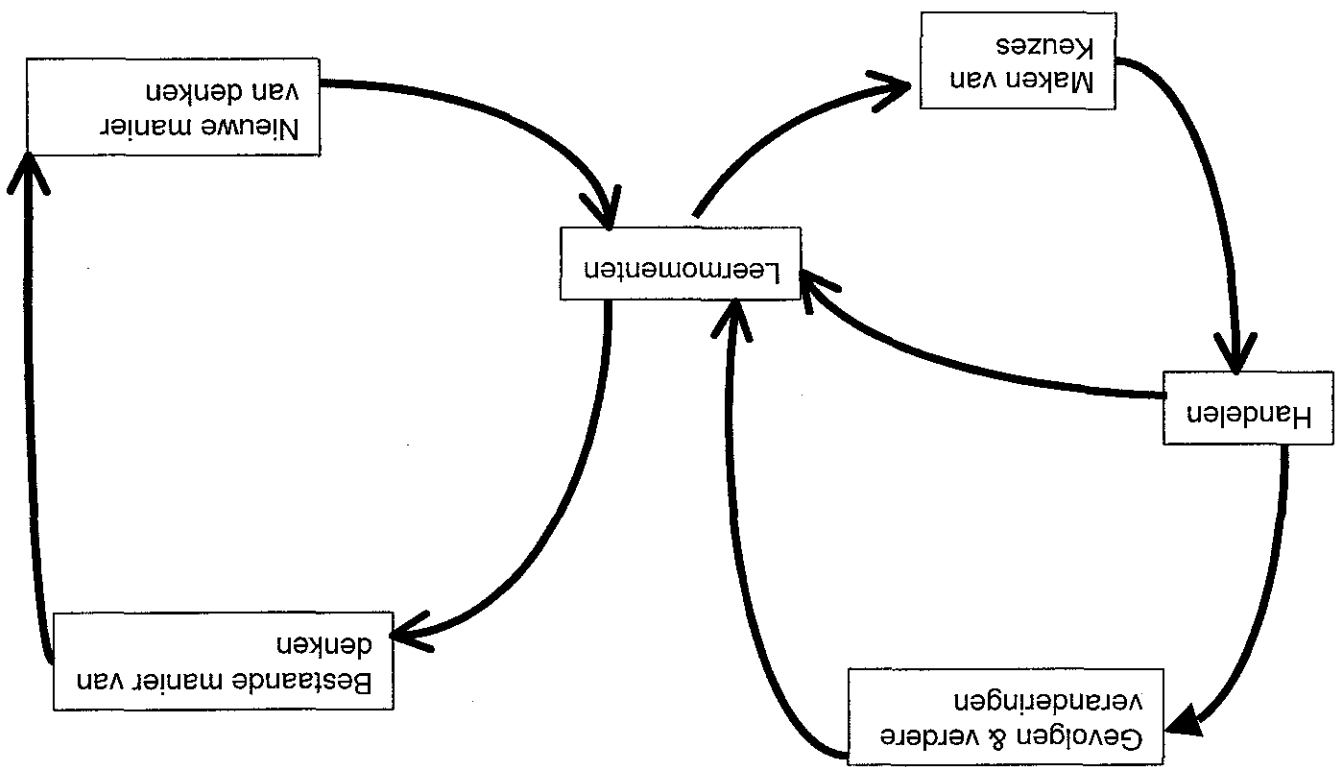 Gevolgen & verdere
veranderingen
Bestaande manier van
denken
Handelen
Leermomenten
Maken van
Keuzes
Nieuwe manier
van denken